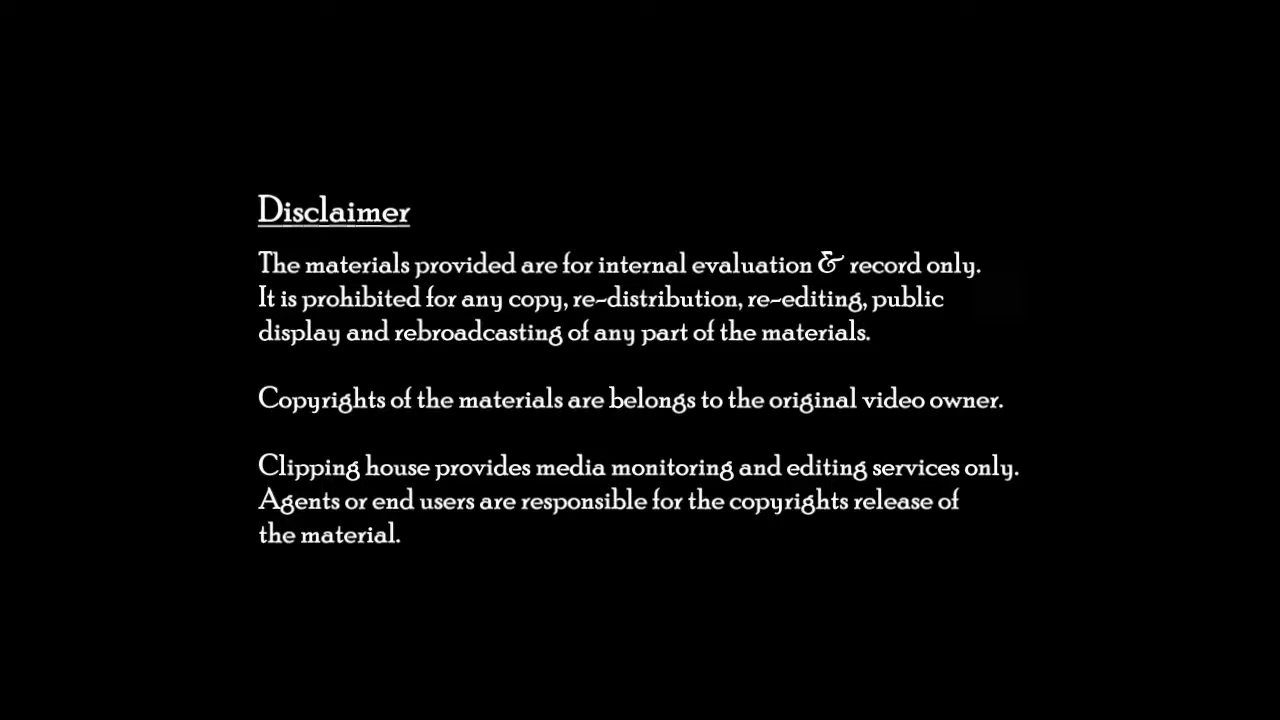 Disclaimer
The materials provided are for internal evaluation & record only.
It is prohibited for any copy, re-distribution, re-editing, public
display and rebroadcasting of any part of the materials.
Copyrights of the materials are belongs to the original video owner.
Clipping house provides media monitoring and editing services only.
Agents or end users are responsible for the copyrights release of
the material.